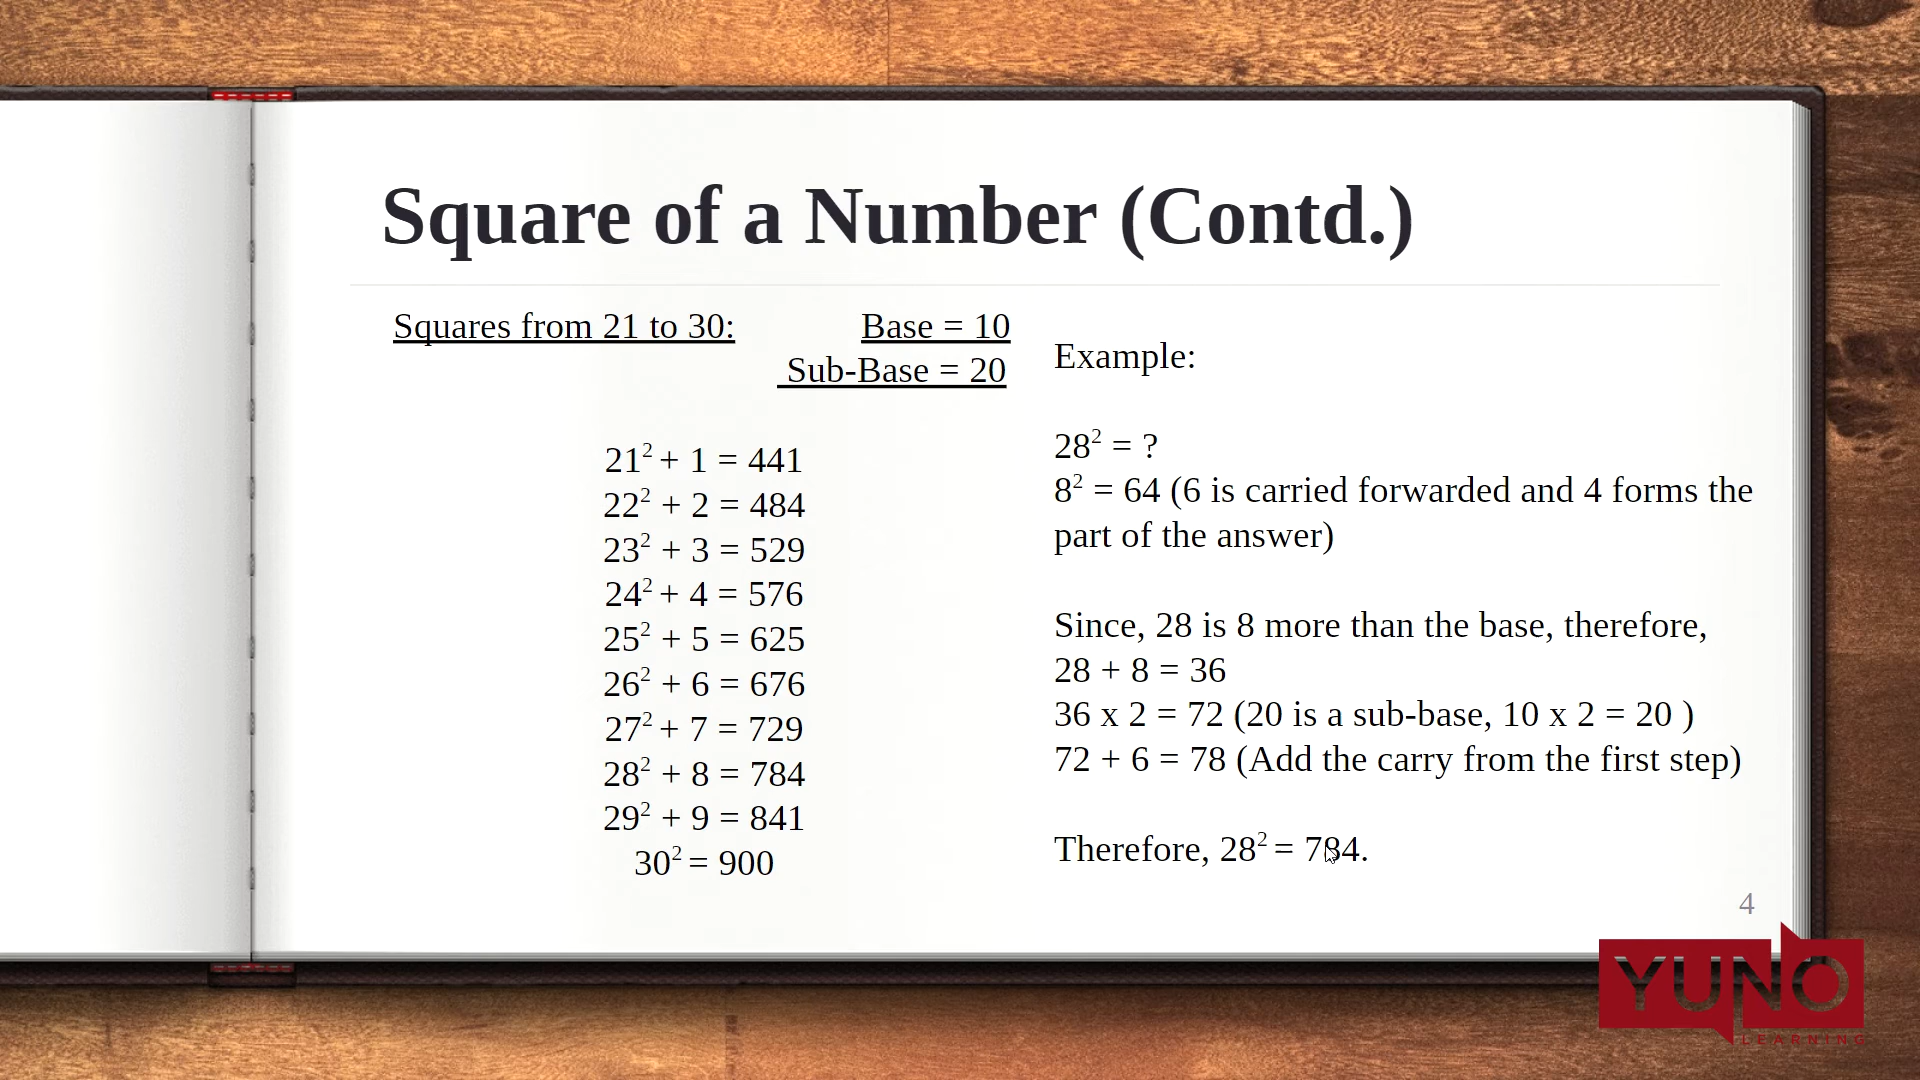 Square of a Number (Contd.)
Squares from 21 to 30: Base = 10
Sub-Base = 20
21² + 1 = 441
22² + 2 = 484
23² + 3 = 529
24² + 4 = 576
25² + 5 = 625
26² + 6 = 676
27² + 7 = 729
28² + 8 = 784
29² + 9 = 841
30² = 900
Example:
28² = ?
8² = 64 (6 is carried forwarded and 4 forms the
part of the answer)
Since, 28 is 8 more than the base, therefore,
28 + 8 = 36
36 x 2 = 72 (20 is a sub-base, 10 x 2 = 20 )
72 + 6 = 78 (Add the carry from the first step)
Therefore, 28² = 784.
4
YUNO
LEARNING